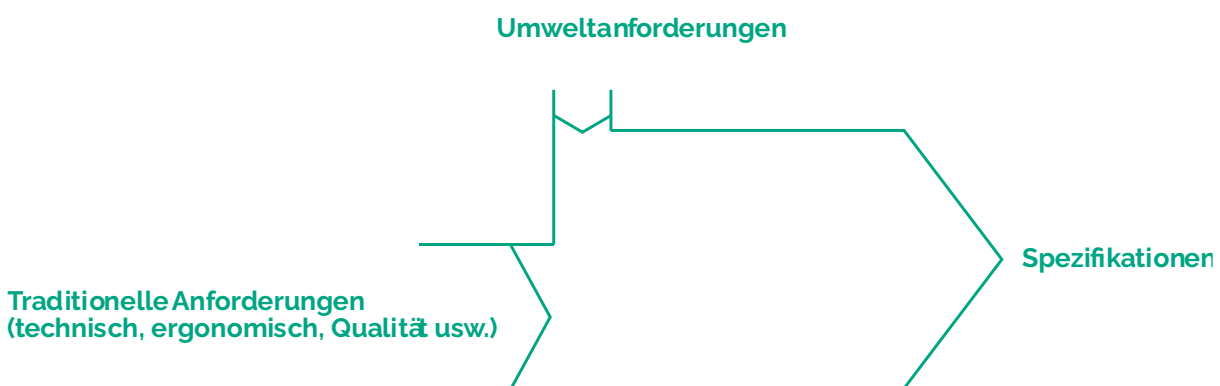 Umweltanforderungen
Spezifikationen
Traditionelle Anforderungen
(technisch, ergonomisch, Qualität usw.)